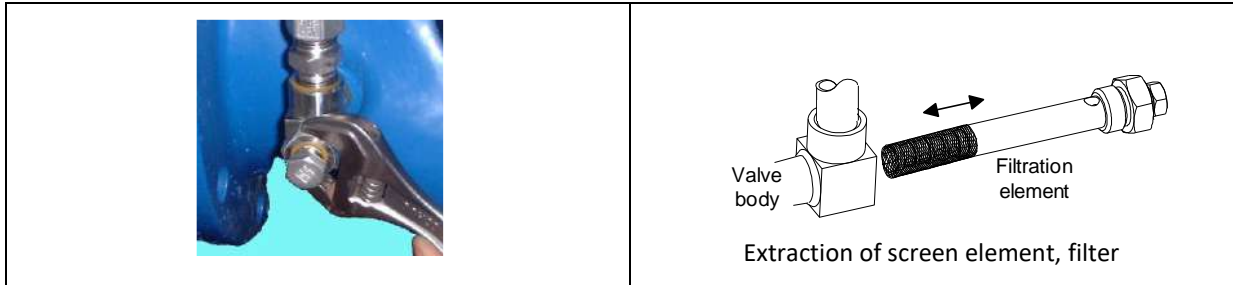 Valve
body
Filtration
element
Extraction of screen element, filter